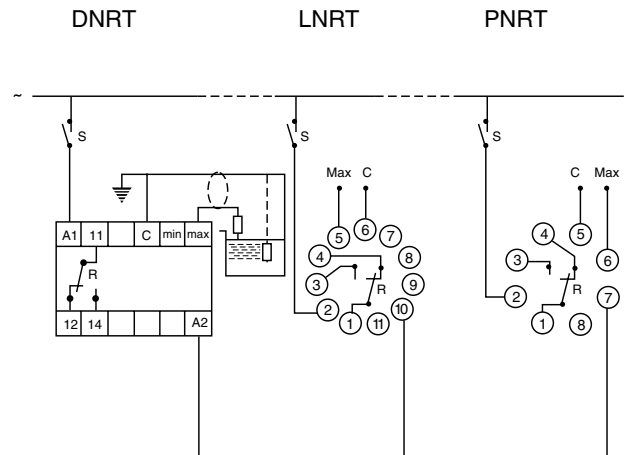 DNRT LNRT PNRT
~
S S S
Max C C Max
A1 11 C min max
5 6 7 4 5
4 8 6
R 3 9 R 3 R
2 10 2 7
12 14 A2 1 11 1 8